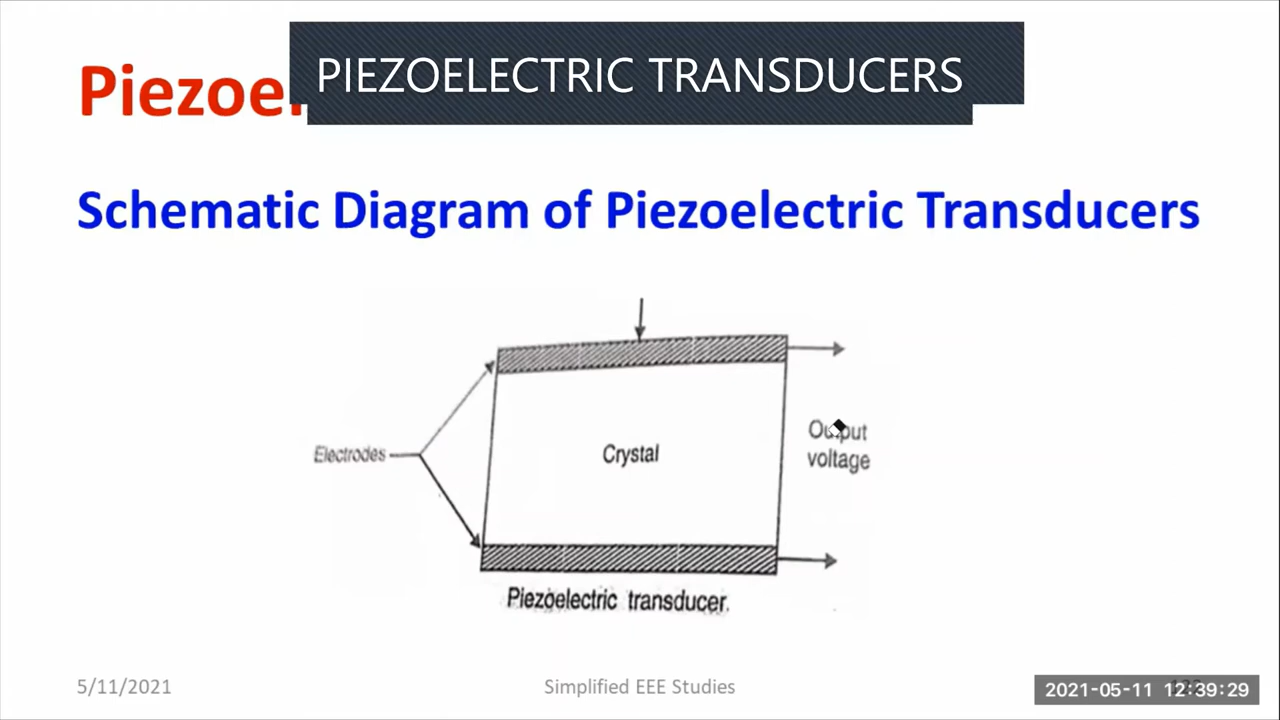 PIEZOELECTRIC TRANSDUCERS
Schematic Diagram of Piezoelectric Transducers
Electrodes
Crystal
Output
voltage
Piezoelectric transducer.
5/11/2021
Simplified EEE Studies
2021-05-11 12:39:29